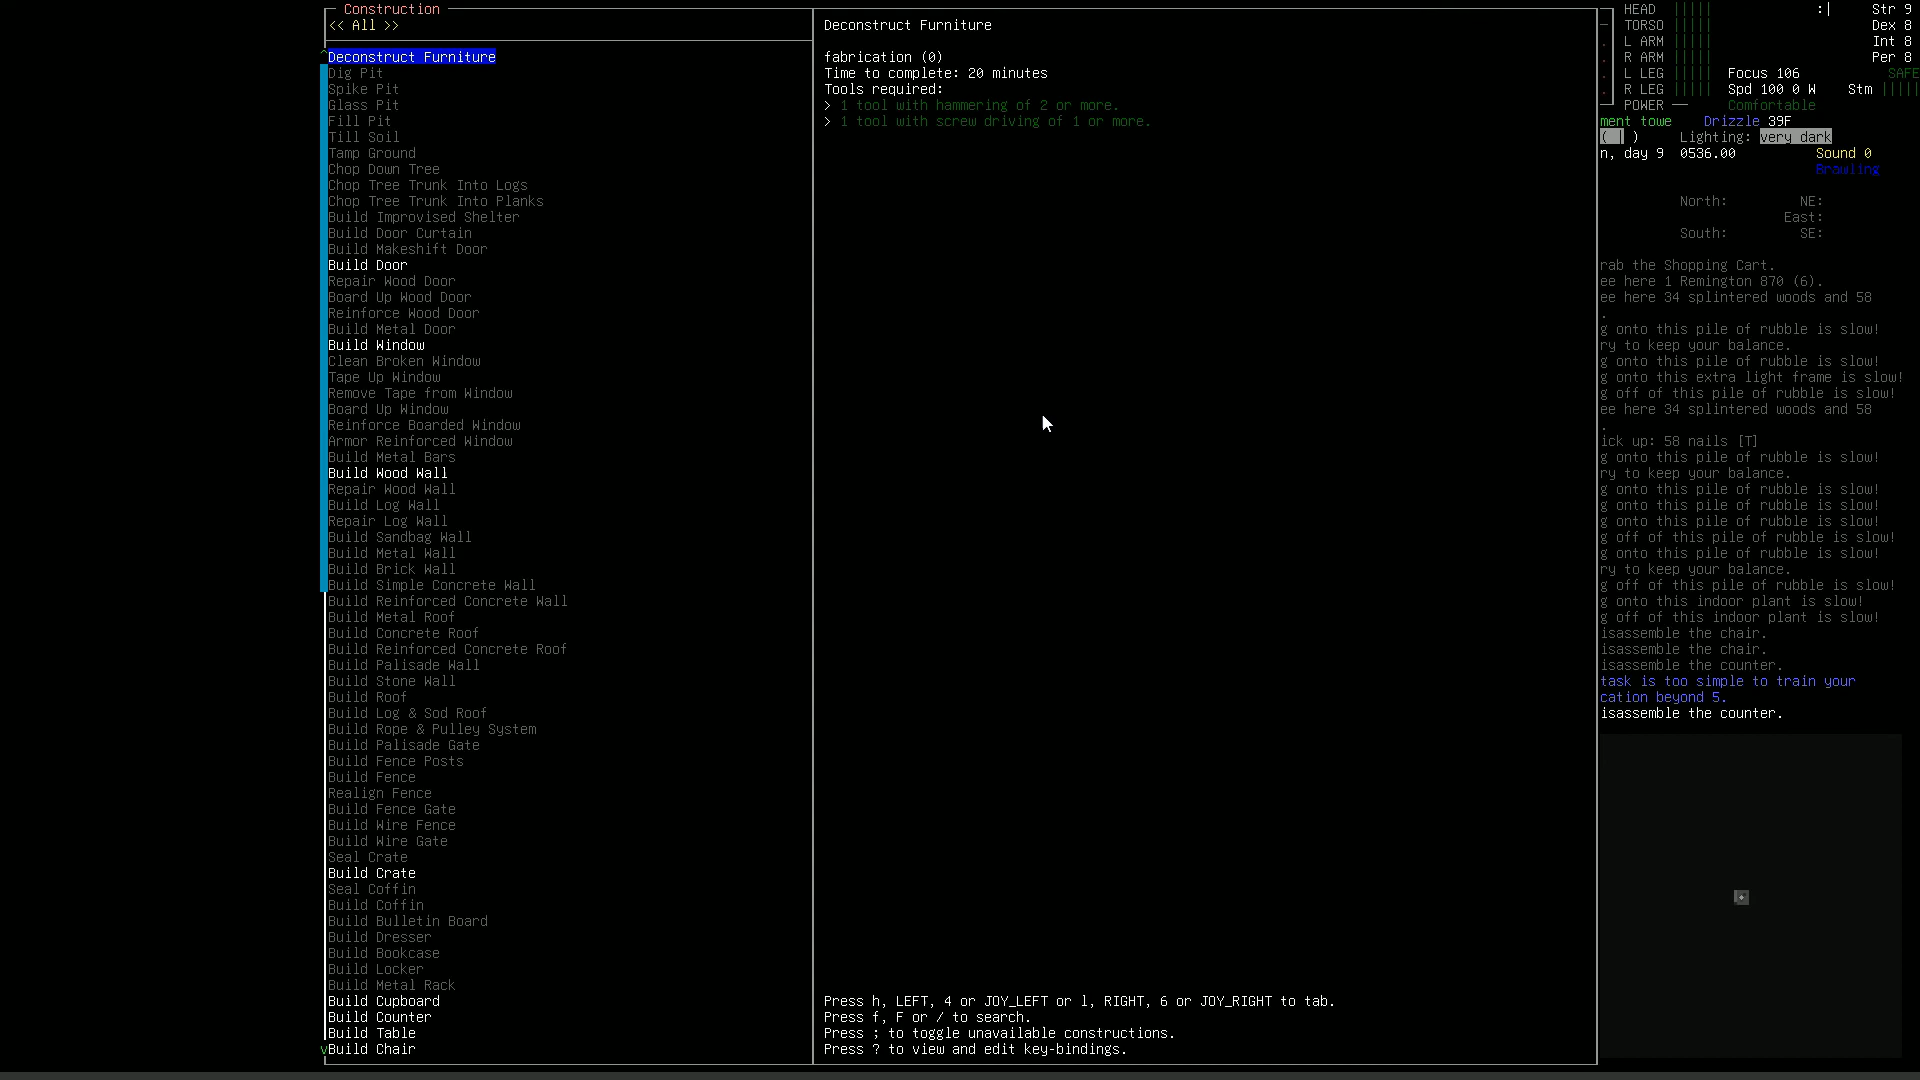 Construction
<< All >>
Deconstruct Furniture
Dig Pit
Spike Pit
Glass Pit
Fill Pit
Till Soil
Tamp Ground
Chop Down Tree
Chop Tree Trunk Into Logs
Chop Tree Trunk Into Planks
Build Improvised Shelter
Build Door Curtain
Build Makeshift Door
Build Door
Repair Wood Door
Board Up Wood Door
Reinforce Wood Door
Build Metal Door
Build Window
Clean Broken Window
Tape Up Window
Remove Tape from Window
Board Up Window
Reinforce Boarded Window
Armor Reinforced Window
Build Metal Bars
Build Wood Wall
Repair Wood Wall
Build Log Wall
Repair Log Wall
Build Sandbag Wall
Build Metal Wall
Build Brick Wall
Build Simple Concrete Wall
Build Reinforced Concrete Wall
Build Metal Roof
Build Concrete Roof
Build Reinforced Concrete Roof
Build Palisade Wall
Build Stone Wall
Build Roof
Build Log & Sod Roof
Build Rope & Pulley System
Build Palisade Gate
Build Fence Posts
Build Fence
Realign Fence
Build Fence Gate
Build Wire Fence
Build Wire Gate
Seal Crate
Build Crate
Seal Coffin
Build Coffin
Build Bulletin Board
Build Dresser
Build Bookcase
Build Locker
Build Metal Rack
Build Cupboard
Build Counter
Build Table
Build Chair
Deconstruct Furniture
fabrication (0)
Time to complete: 20 minutes
Tools required:
> 1 tool with hammering of 2 or more.
> 1 tool with screw driving of 1 or more.
Press h, LEFT, 4 or JOY_LEFT or l, RIGHT, 6 or JOY_RIGHT to tab.
Press f, F or / to search.
Press ; to toggle unavailable constructions.
Press ? to view and edit key-bindings.
HEAD ||||| :| Str 9
TORSO ||||| Dex 8
L ARM ||||| Int 8
R ARM ||||| Per 8
L LEG ||||| Focus 106 SAFE
R LEG ||||| Spd 100 0 W Stm |||||
POWER -- Comfortable
ment towe Drizzle 39F
( | ) Lighting: very dark
n, day 9 0536.00 Sound 0
Brawling
North: NE:
East:
South: SE:
rab the Shopping Cart.
ee here 1 Remington 870 (6).
ee here 34 splintered woods and 58
.
g onto this pile of rubble is slow!
ry to keep your balance.
g onto this pile of rubble is slow!
g onto this extra light frame is slow!
g off of this pile of rubble is slow!
ee here 34 splintered woods and 58
.
ick up: 58 nails [T]
g onto this pile of rubble is slow!
ry to keep your balance.
g onto this pile of rubble is slow!
g onto this pile of rubble is slow!
g onto this pile of rubble is slow!
g off of this pile of rubble is slow!
g onto this pile of rubble is slow!
ry to keep your balance.
g off of this pile of rubble is slow!
g onto this indoor plant is slow!
g off of this indoor plant is slow!
isassemble the chair.
isassemble the chair.
isassemble the counter.
task is too simple to train your
cation beyond 5.
isassemble the counter.